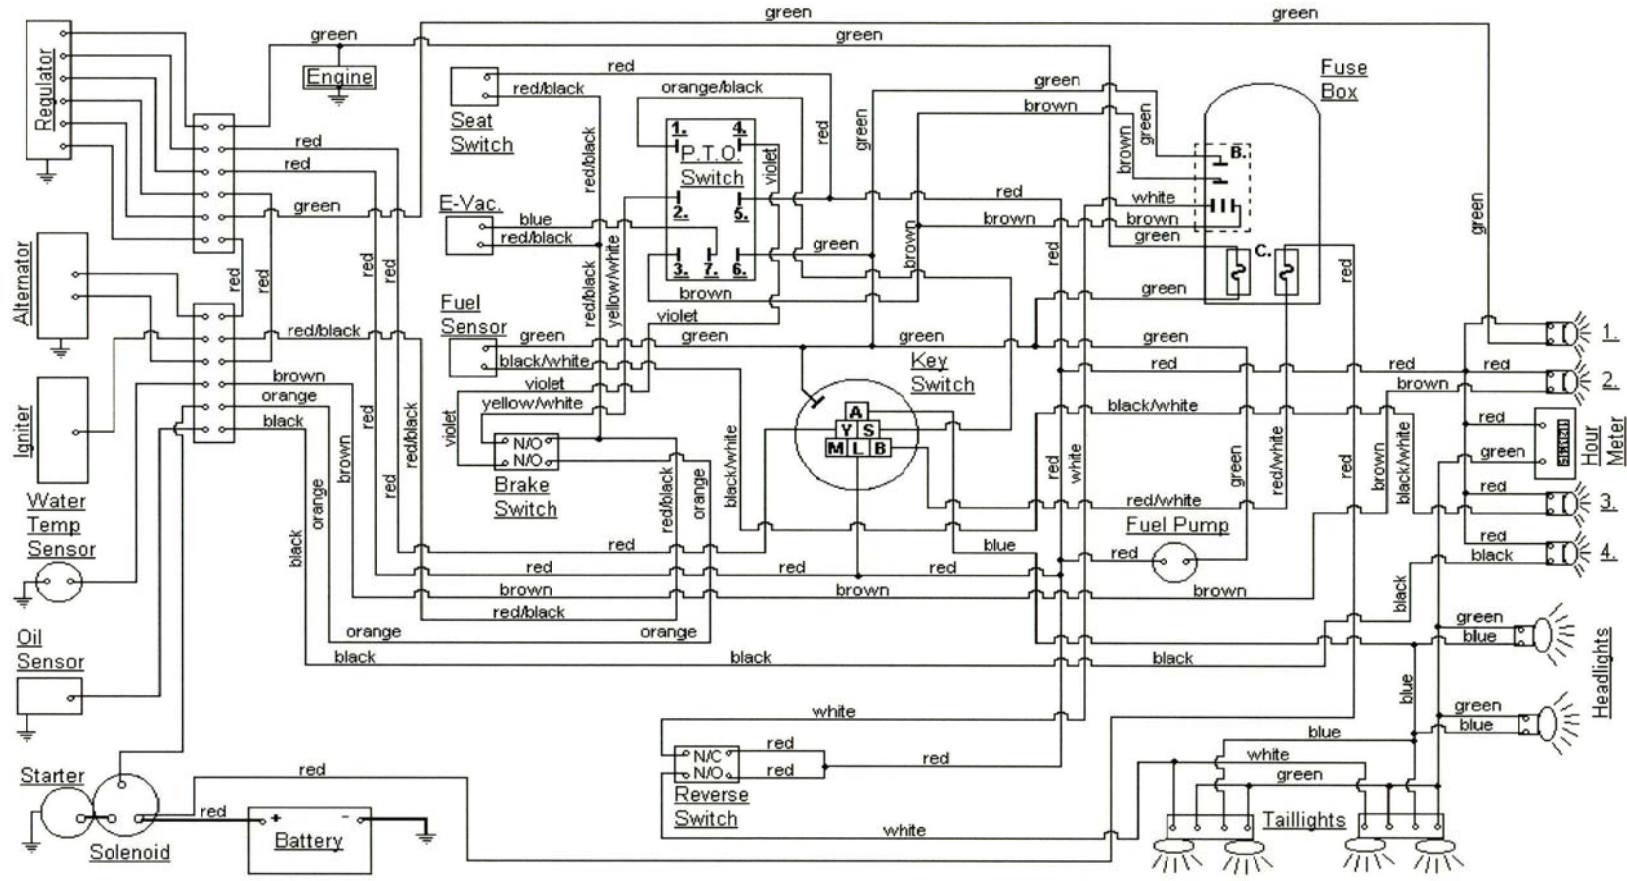 green
green
green
green
Regulator
Engine
red
red/black
Seat
Switch
orange/black
1.
4.
P.T.O.
Switch
2.
5.
3.
7.
6.
red
red
green
red/black
red/black
yellow/white
red
violet
green
green
brown
brown
green
Fuse
Box
B.
C.
white
brown
brown
green
green
red
brown
red
E-Vac.
blue
red/black
green
brown
violet
Alternator
red
red
red
red
red
green
Fuel
Sensor
green
black/white
green
green
green
red/black
Key
Switch
A
Y
S
M
L
B
red
red
red
brown
1.
2.
Igniter
brown
orange
black
violet
yellow/white
violet
N/O
N/O
Brake
Switch
black/white
red
green
Hour
Meter
red
red/black
brown
orange
black
red
red/black
orange
black/white
red
white
green
red/white
red
brown
black/white
red
3.
red/white
Fuel Pump
Water
Temp
Sensor
red
blue
red
red
black
4.
red
red
red
brown
brown
brown
red/black
black
orange
orange
green
blue
Oil
Sensor
black
black
black
Headlights
blue
green
blue
white
blue
N/C
N/O
red
red
red
Reverse
Switch
white
green
white
Starter
red
red
Solenoid
+
-
Battery
Taillights